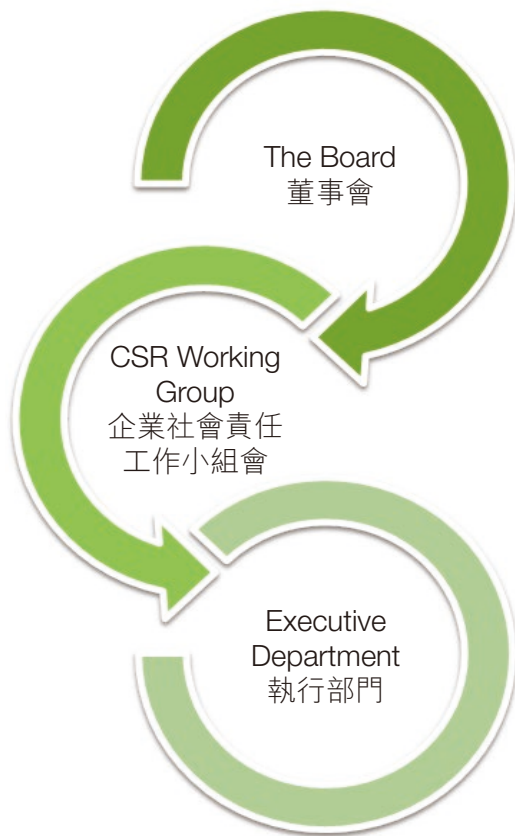 The Board
董事會
CSR Working
Group
企業社會責任
工作小組會
Executive
Department
執行部門